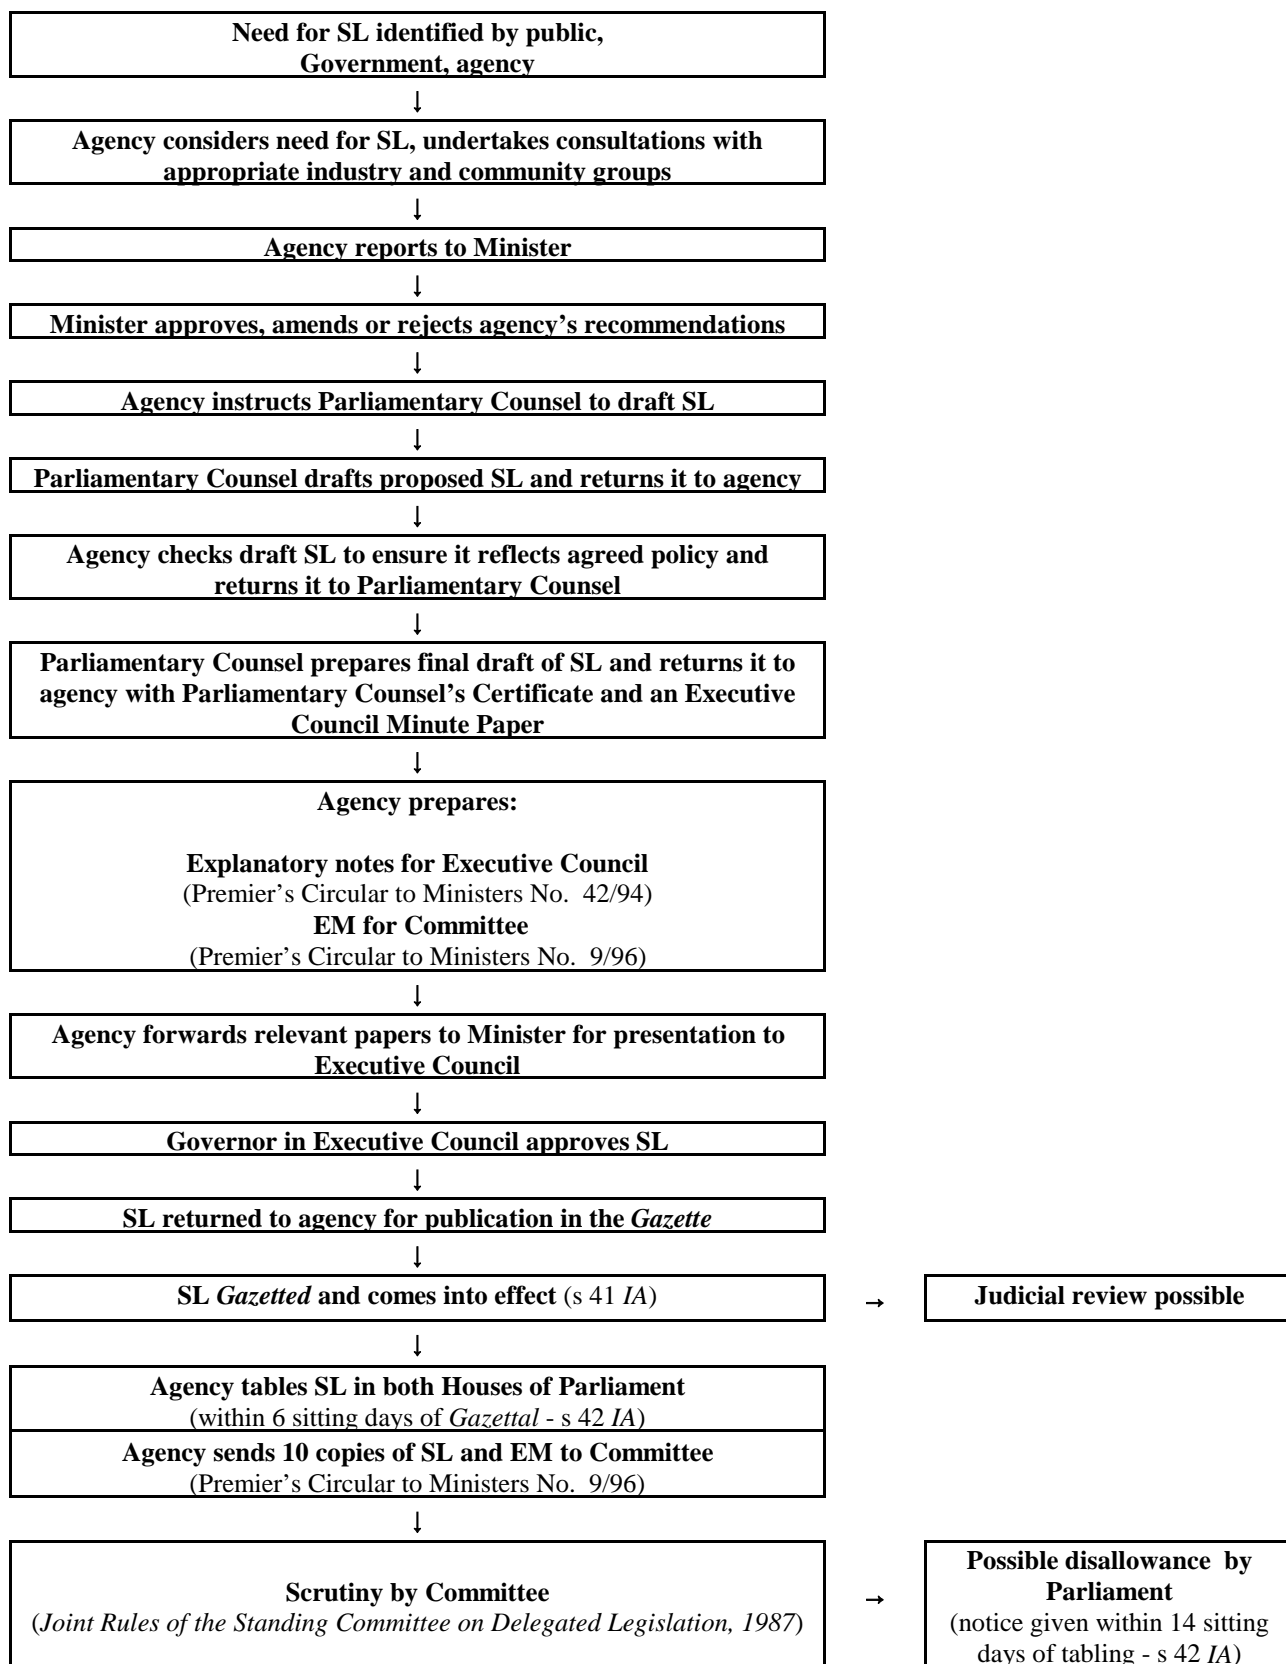 Need for SL identified by public,
Government, agency
↓
Agency considers need for SL, undertakes consultations with
appropriate industry and community groups
↓
Agency reports to Minister
↓
Minister approves, amends or rejects agency’s recommendations
↓
Agency instructs Parliamentary Counsel to draft SL
↓
Parliamentary Counsel drafts proposed SL and returns it to agency
↓
Agency checks draft SL to ensure it reflects agreed policy and
returns it to Parliamentary Counsel
↓
Parliamentary Counsel prepares final draft of SL and returns it to
agency with Parliamentary Counsel’s Certificate and an Executive
Council Minute Paper
↓
Agency prepares:
Explanatory notes for Executive Council
(Premier’s Circular to Ministers No. 42/94)
EM for Committee
(Premier’s Circular to Ministers No. 9/96)
↓
Agency forwards relevant papers to Minister for presentation to
Executive Council
↓
Governor in Executive Council approves SL
↓
SL returned to agency for publication in the Gazette
↓
SL Gazetted and comes into effect (s 41 IA)
→
Judicial review possible
↓
Agency tables SL in both Houses of Parliament
(within 6 sitting days of Gazettal - s 42 IA)
Agency sends 10 copies of SL and EM to Committee
(Premier’s Circular to Ministers No. 9/96)
↓
Scrutiny by Committee
(Joint Rules of the Standing Committee on Delegated Legislation, 1987)
→
Possible disallowance by
Parliament
(notice given within 14 sitting
days of tabling - s 42 IA)